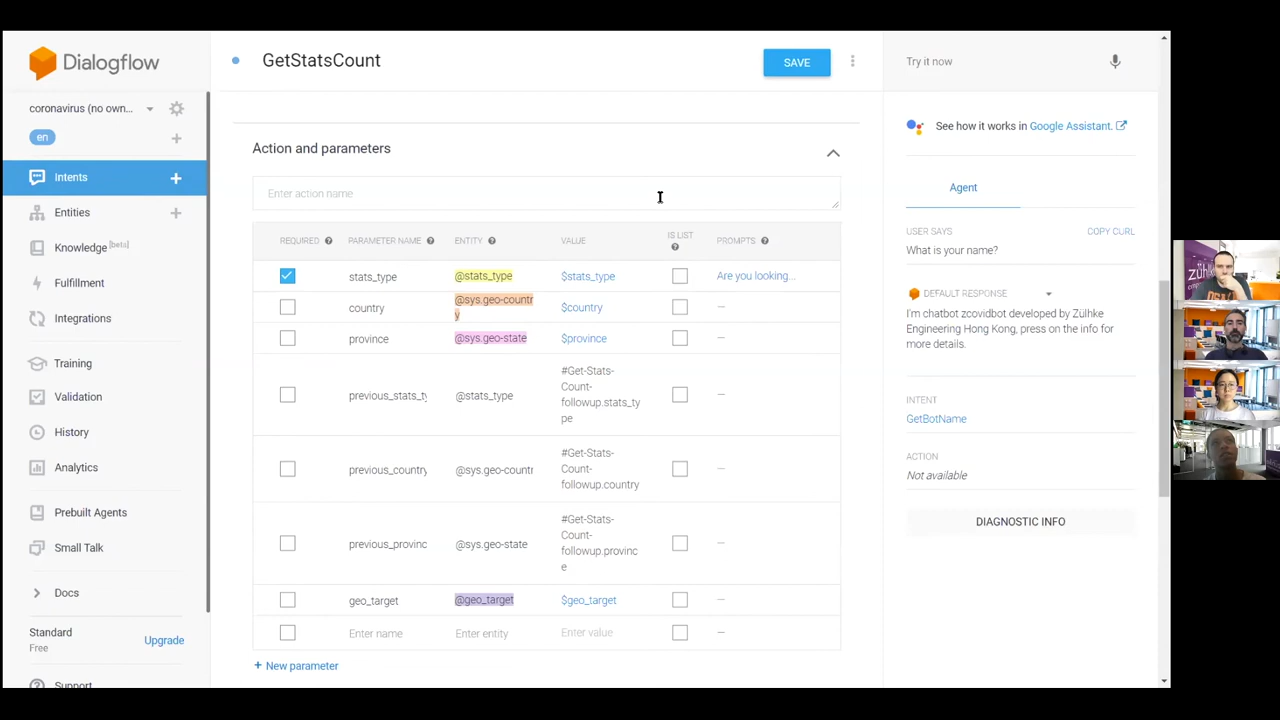 Dialogflow
coronavirus (no own...
en
Intents
Entities
Knowledge [beta]
Fulfillment
Integrations
Training
Validation
History
Analytics
Prebuilt Agents
Small Talk
Docs
Standard
Free
Upgrade
Support
GetStatsCount
SAVE
Action and parameters
Enter action name
REQUIRED
PARAMETER NAME
ENTITY
VALUE
IS LIST
PROMPTS
stats_type
@stats_type
$stats_type
Are you looking...
country
@sys.geo-countr
y
$country
–
province
@sys.geo-state
$province
–
previous_stats_ty
@stats_type
#Get-Stats-
Count-
followup.stats_ty
pe
–
previous_country
@sys.geo-countr
#Get-Stats-
Count-
followup.country
–
previous_provinc
@sys.geo-state
#Get-Stats-
Count-
followup.provinc
e
–
geo_target
@geo_target
$geo_target
–
Enter name
Enter entity
Enter value
–
+ New parameter
Try it now
See how it works in Google Assistant.
Agent
USER SAYS
COPY CURL
What is your name?
DEFAULT RESPONSE
I'm chatbot zcovidbot developed by Zülhke
Engineering Hong Kong, press on the info for
more details.
INTENT
GetBotName
ACTION
Not available
DIAGNOSTIC INFO